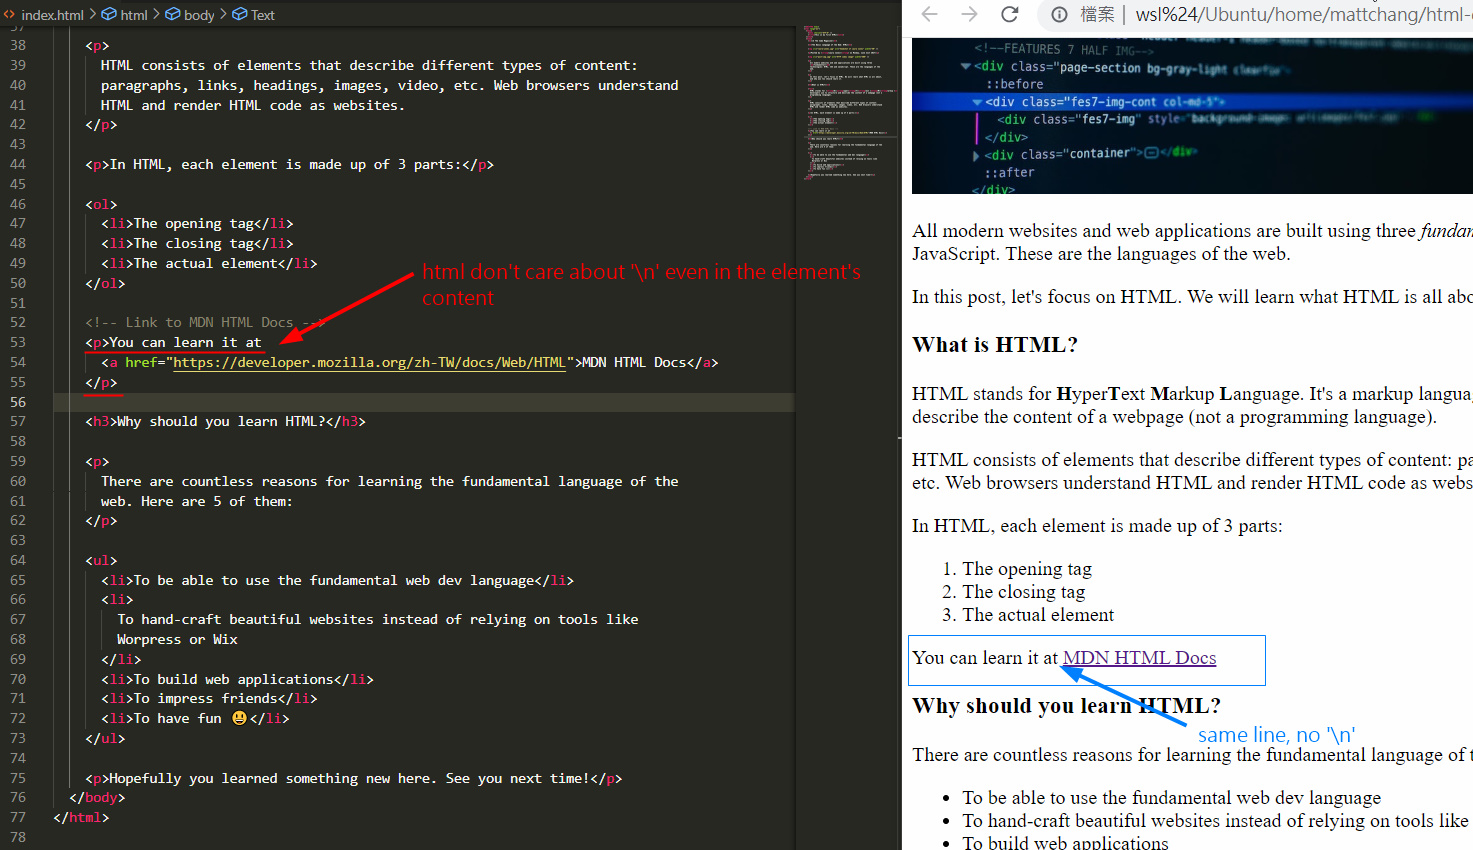 index.html > html > body > Text
37
38 <p>
39 HTML consists of elements that describe different types of content:
40 paragraphs, links, headings, images, video, etc. Web browsers understand
41 HTML and render HTML code as websites.
42 </p>
43
44 <p>In HTML, each element is made up of 3 parts:</p>
45
46 <ol>
47 <li>The opening tag</li>
48 <li>The closing tag</li>
49 <li>The actual element</li>
50 </ol>
html don't care about '\n' even in the element's
content
51
52 <!-- Link to MDN HTML Docs -->
53 <p>You can learn it at
54 <a href="https://developer.mozilla.org/zh-TW/docs/Web/HTML">MDN HTML Docs</a>
55 </p>
56
57 <h3>Why should you learn HTML?</h3>
58
59 <p>
60 There are countless reasons for learning the fundamental language of the
61 web. Here are 5 of them:
62 </p>
63
64 <ul>
65 <li>To be able to use the fundamental web dev language</li>
66 <li>
67 To hand-craft beautiful websites instead of relying on tools like
68 Worpress or Wix
69 </li>
70 <li>To build web applications</li>
71 <li>To impress friends</li>
72 <li>To have fun 😃</li>
73 </ul>
74
75 <p>Hopefully you learned something new here. See you next time!</p>
76 </body>
77 </html>
78
檔案 | wsl%24/Ubuntu/home/mattchang/html-
<!--FEATURES 7 HALF IMG-->
<div class="page-section bg-gray-light clearfix">
::before
<div class="fes7-img-cont col-md-5">
<div class="fes7-img" style="background-image:
</div>
<div class="container"></div>
::after
</div>
All modern websites and web applications are built using three fundam
JavaScript. These are the languages of the web.
In this post, let's focus on HTML. We will learn what HTML is all abo
What is HTML?
HTML stands for HyperText Markup Language. It's a markup langua
describe the content of a webpage (not a programming language).
HTML consists of elements that describe different types of content: pa
etc. Web browsers understand HTML and render HTML code as webs
In HTML, each element is made up of 3 parts:
1. The opening tag
2. The closing tag
3. The actual element
You can learn it at MDN HTML Docs
Why should you learn HTML?
same line, no '\n'
There are countless reasons for learning the fundamental language of t
• To be able to use the fundamental web dev language
• To hand-craft beautiful websites instead of relying on tools like
• To build web applications